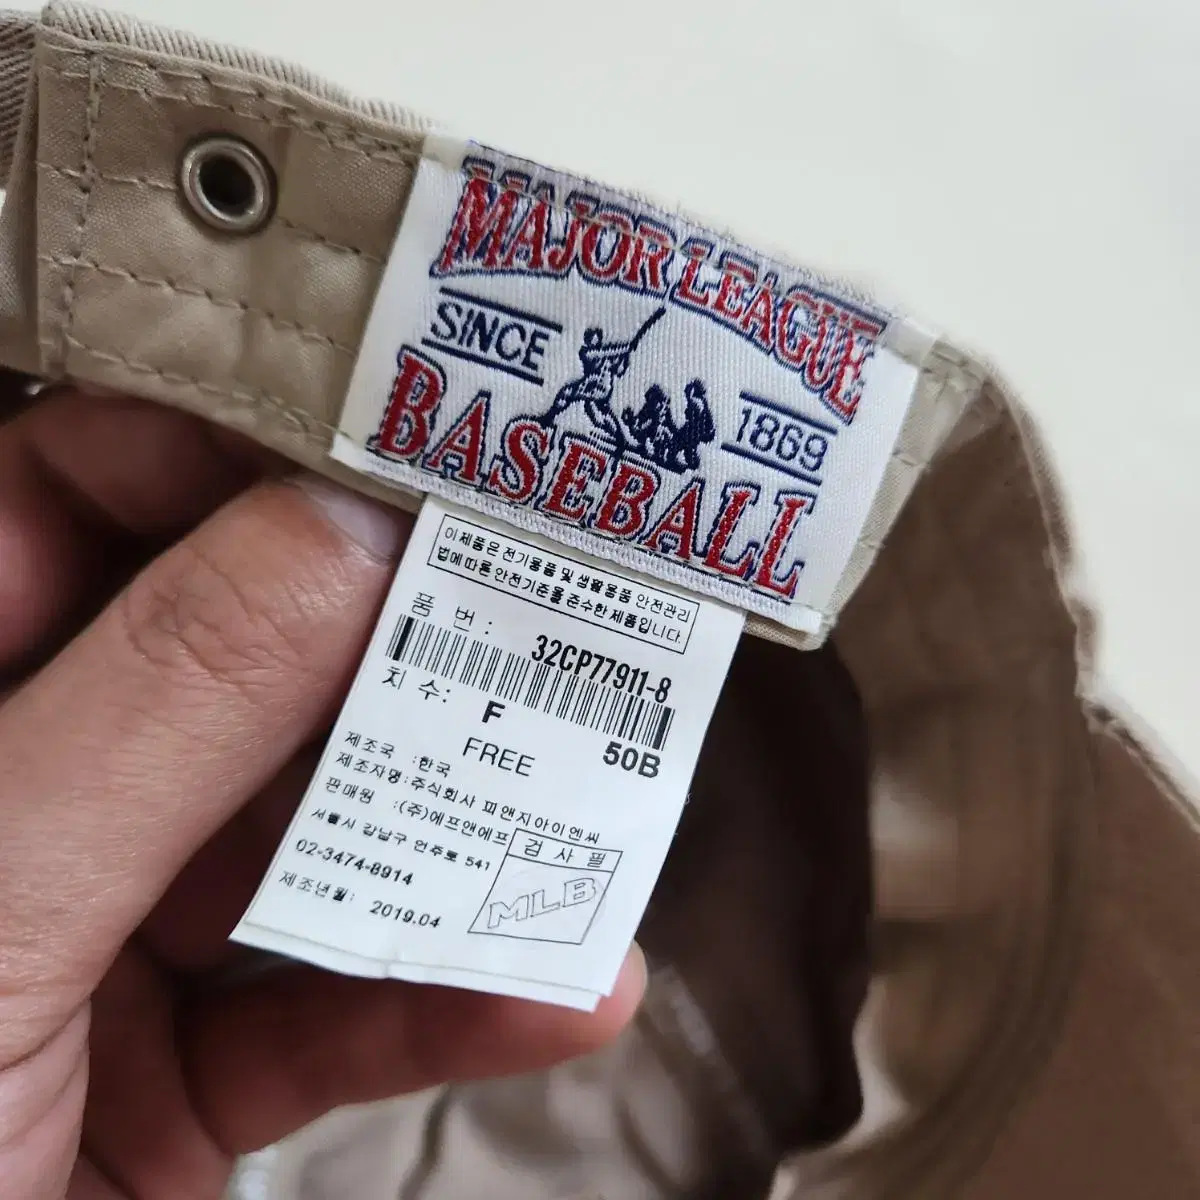 MAJOR LEAGUE
SINCE
1869
BASEBALL
이 제품은 전기용품 및 생활용품 안전관리
법에 따른 안전기준을 준수한 제품입니다.
품 번 : 32CP77911-8
치 수 : F 50B
FREE
제조국 : 한국
제조자명 : 주식회사 피앤지아이엔씨
판매원 : (주)에프앤에프
서울시 강남구 언주로 541
02-3474-8914
제조년월: 2019.04
검 사 필
MLB